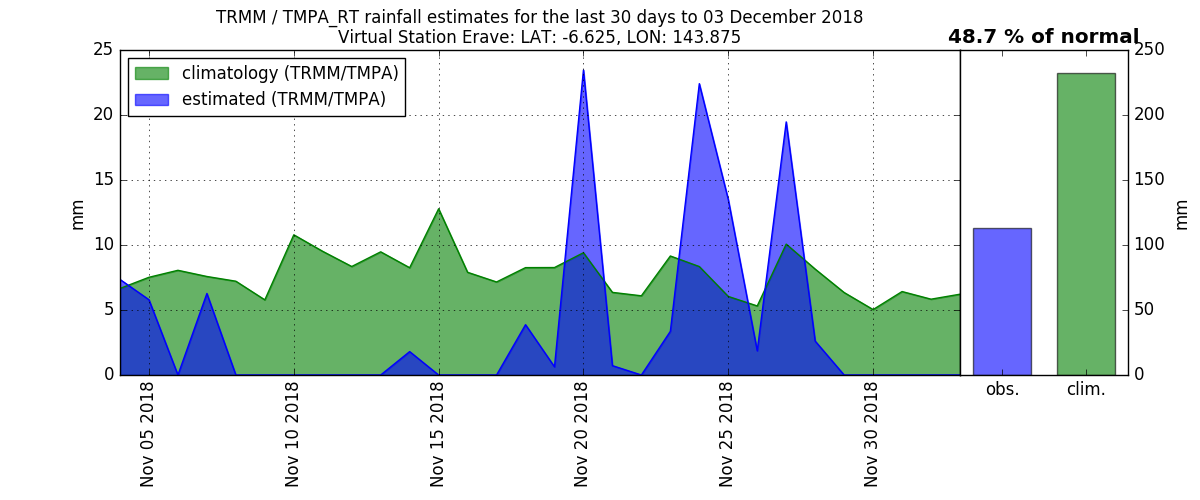 TRMM / TMPA_RT rainfall estimates for the last 30 days to 03 December 2018
Virtual Station Erave: LAT: -6.625, LON: 143.875
48.7 % of normal
climatology (TRMM/TMPA)
estimated (TRMM/TMPA)
25
20
15
10
5
0
mm
Nov 05 2018
Nov 10 2018
Nov 15 2018
Nov 20 2018
Nov 25 2018
Nov 30 2018
250
200
150
100
50
0
mm
obs.
clim.